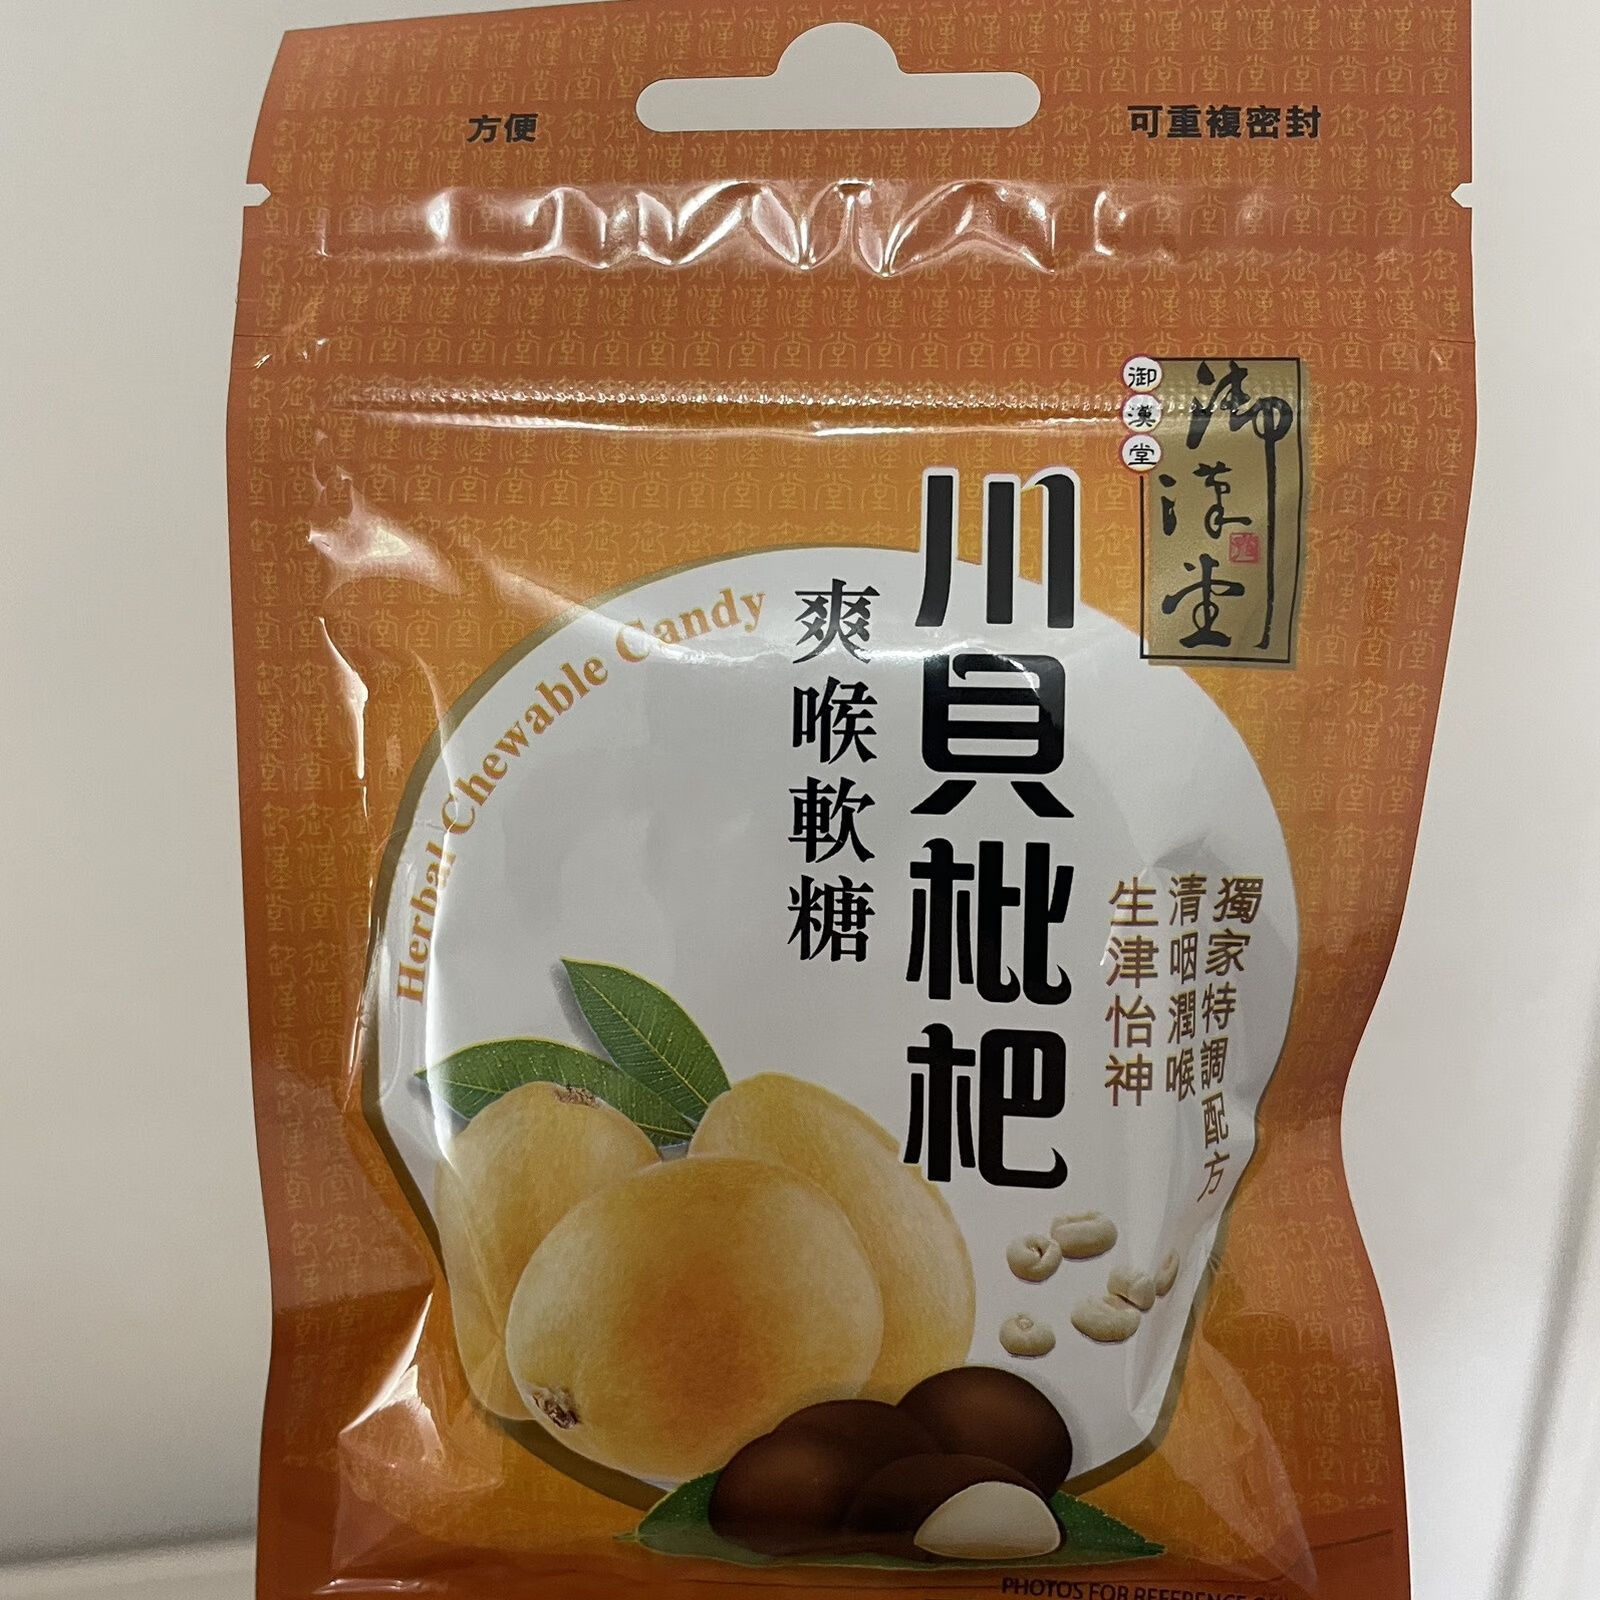 方便
可重複密封
御漢堂
御漢堂
川貝枇杷
爽喉軟糖
Herbal Chewable Candy
獨家特調配方
清咽潤喉
生津怡神
PHOTOS FOR REFERENCE